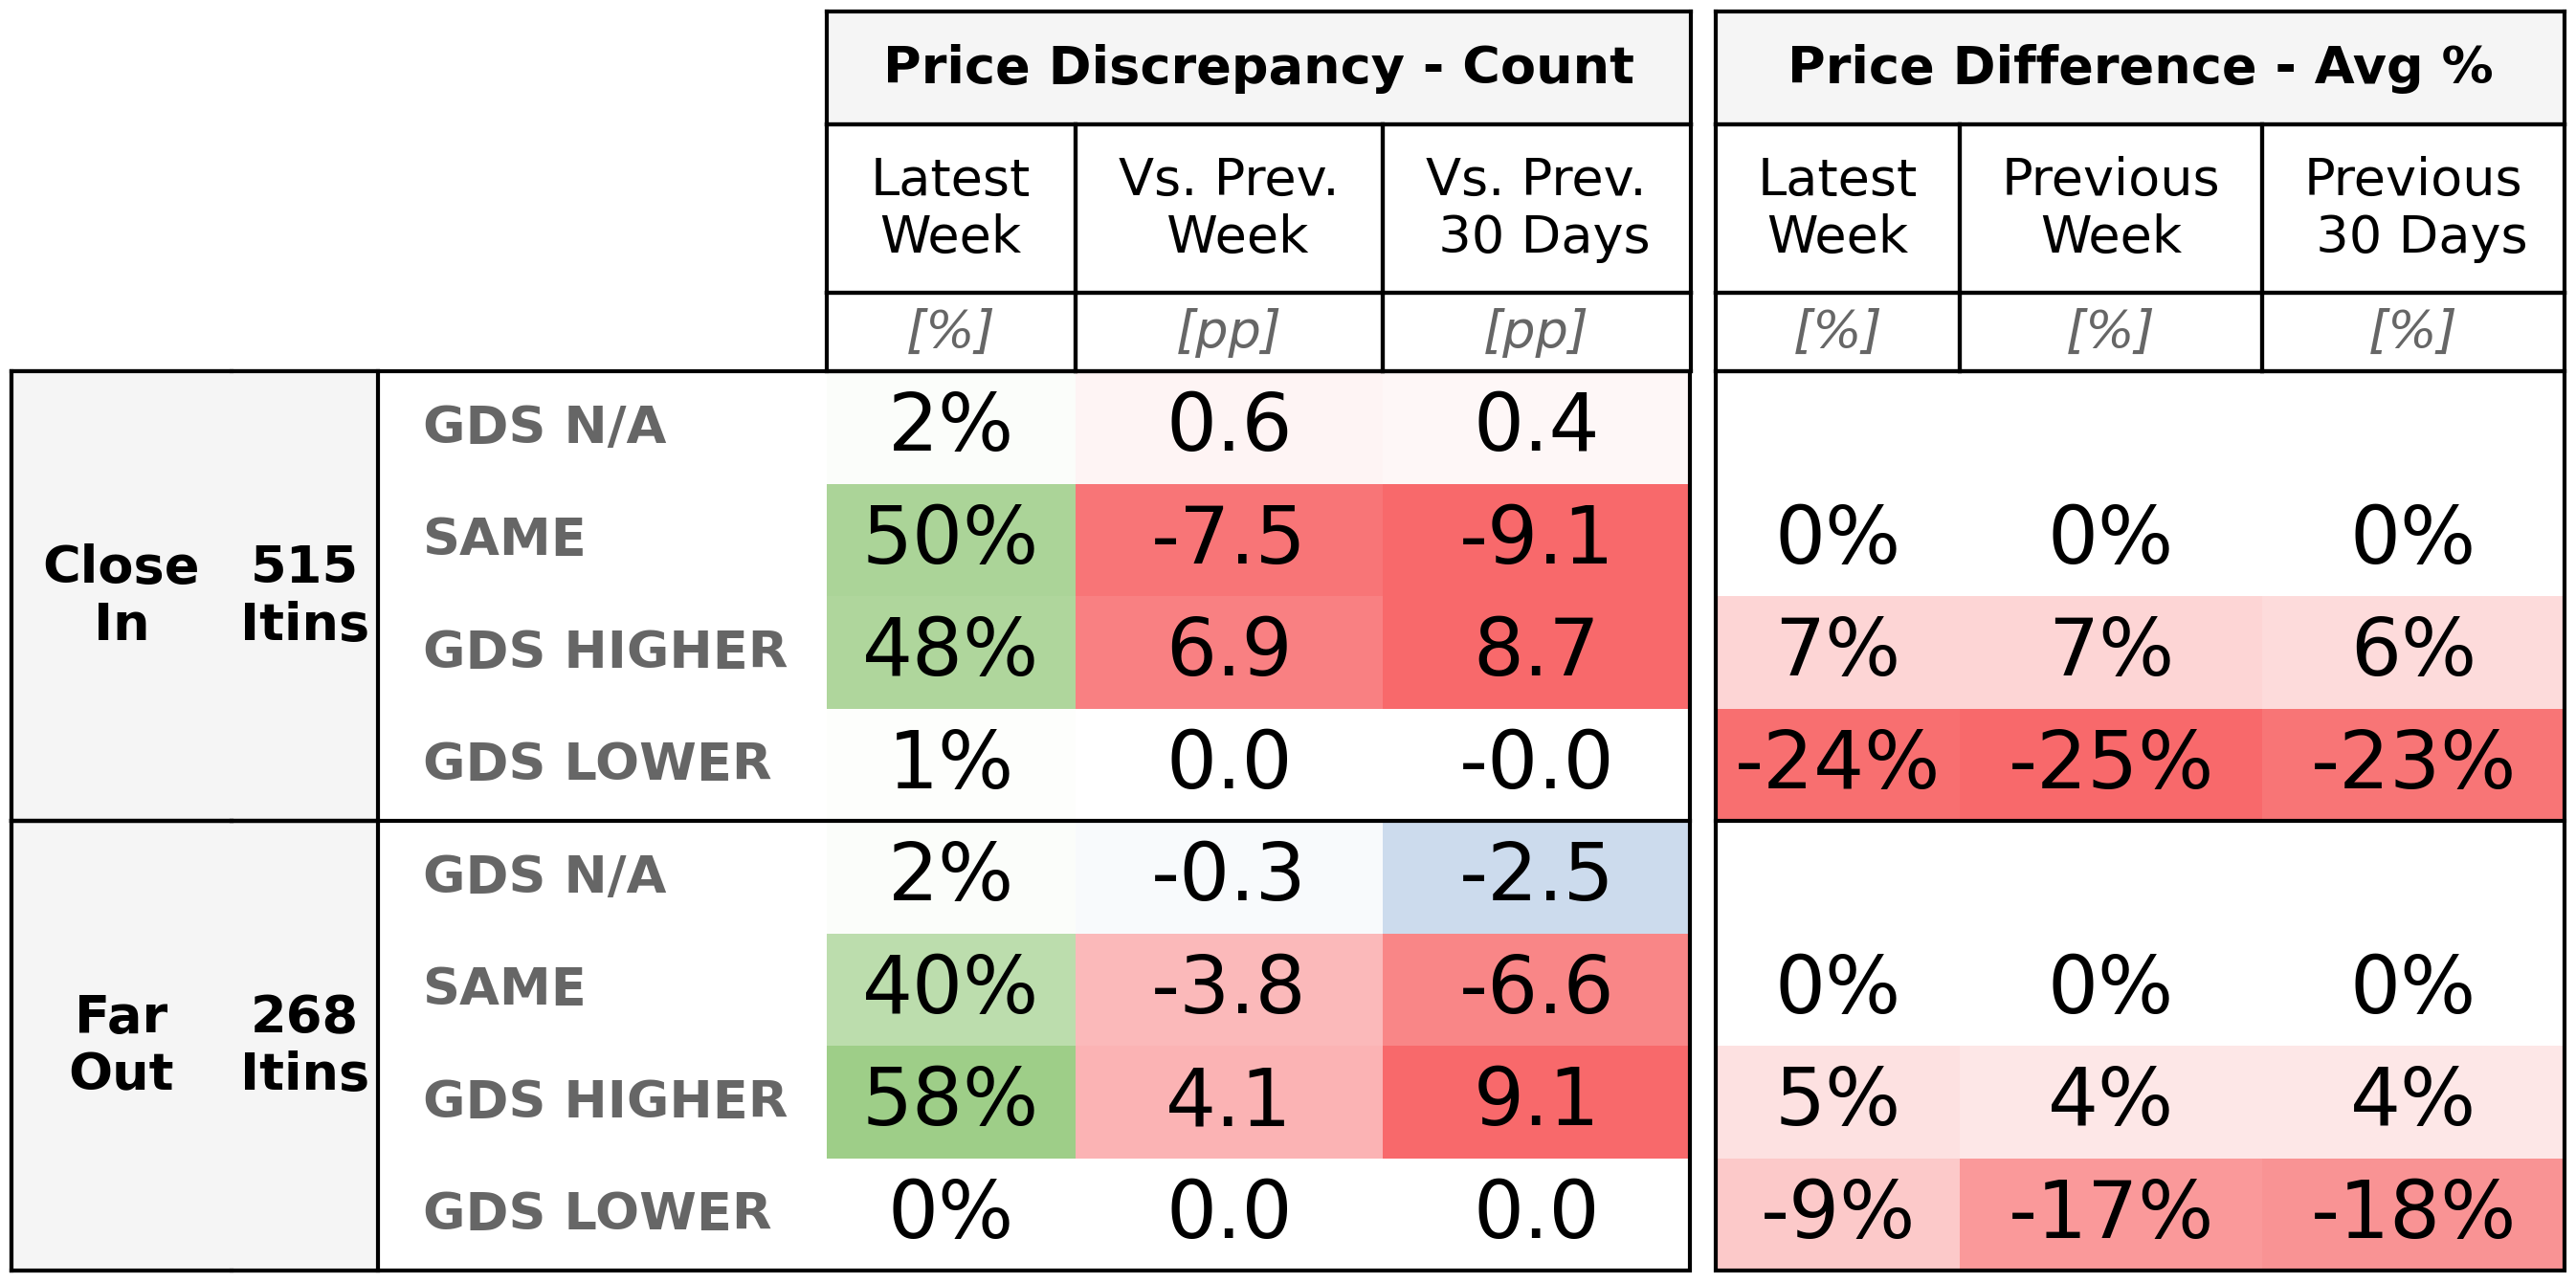 Price Discrepancy - Count Price Difference - Avg %
Latest Week Vs. Prev. Week Vs. Prev. 30 Days Latest Week Previous Week Previous 30 Days
[%] [pp] [pp] [%] [%] [%]
Close In 515 Itins
GDS N/A 2% 0.6 0.4
SAME 50% -7.5 -9.1 0% 0% 0%
GDS HIGHER 48% 6.9 8.7 7% 7% 6%
GDS LOWER 1% 0.0 -0.0 -24% -25% -23%
Far Out 268 Itins
GDS N/A 2% -0.3 -2.5
SAME 40% -3.8 -6.6 0% 0% 0%
GDS HIGHER 58% 4.1 9.1 5% 4% 4%
GDS LOWER 0% 0.0 0.0 -9% -17% -18%